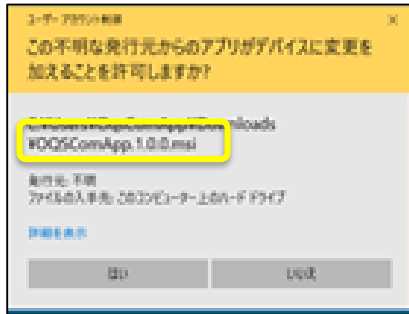 ユーザー アカウント制御
この不明な発行元からのアプリがデバイスに変更を
加えることを許可しますか?
¥OQSComApp.1.0.0.msi
発行元: 不明
ファイルの入手先: このコンピューター上のハード ドライブ
詳細を表示
はい
いいえ